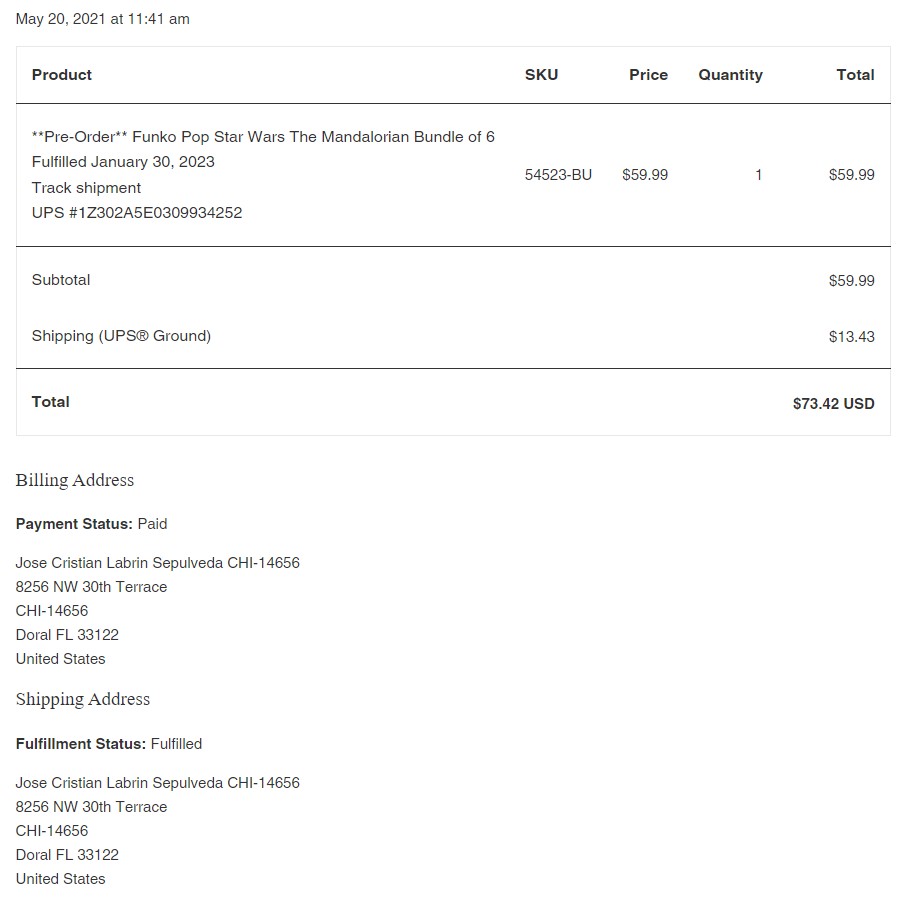 May 20, 2021 at 11:41 am
Product SKU Price Quantity Total
**Pre-Order** Funko Pop Star Wars The Mandalorian Bundle of 6
Fulfilled January 30, 2023
54523-BU $59.99 1 $59.99
Track shipment
UPS #1Z302A5E0309934252
Subtotal $59.99
Shipping (UPS® Ground) $13.43
Total $73.42 USD
Billing Address
Payment Status: Paid
Jose Cristian Labrin Sepulveda CHI-14656
8256 NW 30th Terrace
CHI-14656
Doral FL 33122
United States
Shipping Address
Fulfillment Status: Fulfilled
Jose Cristian Labrin Sepulveda CHI-14656
8256 NW 30th Terrace
CHI-14656
Doral FL 33122
United States